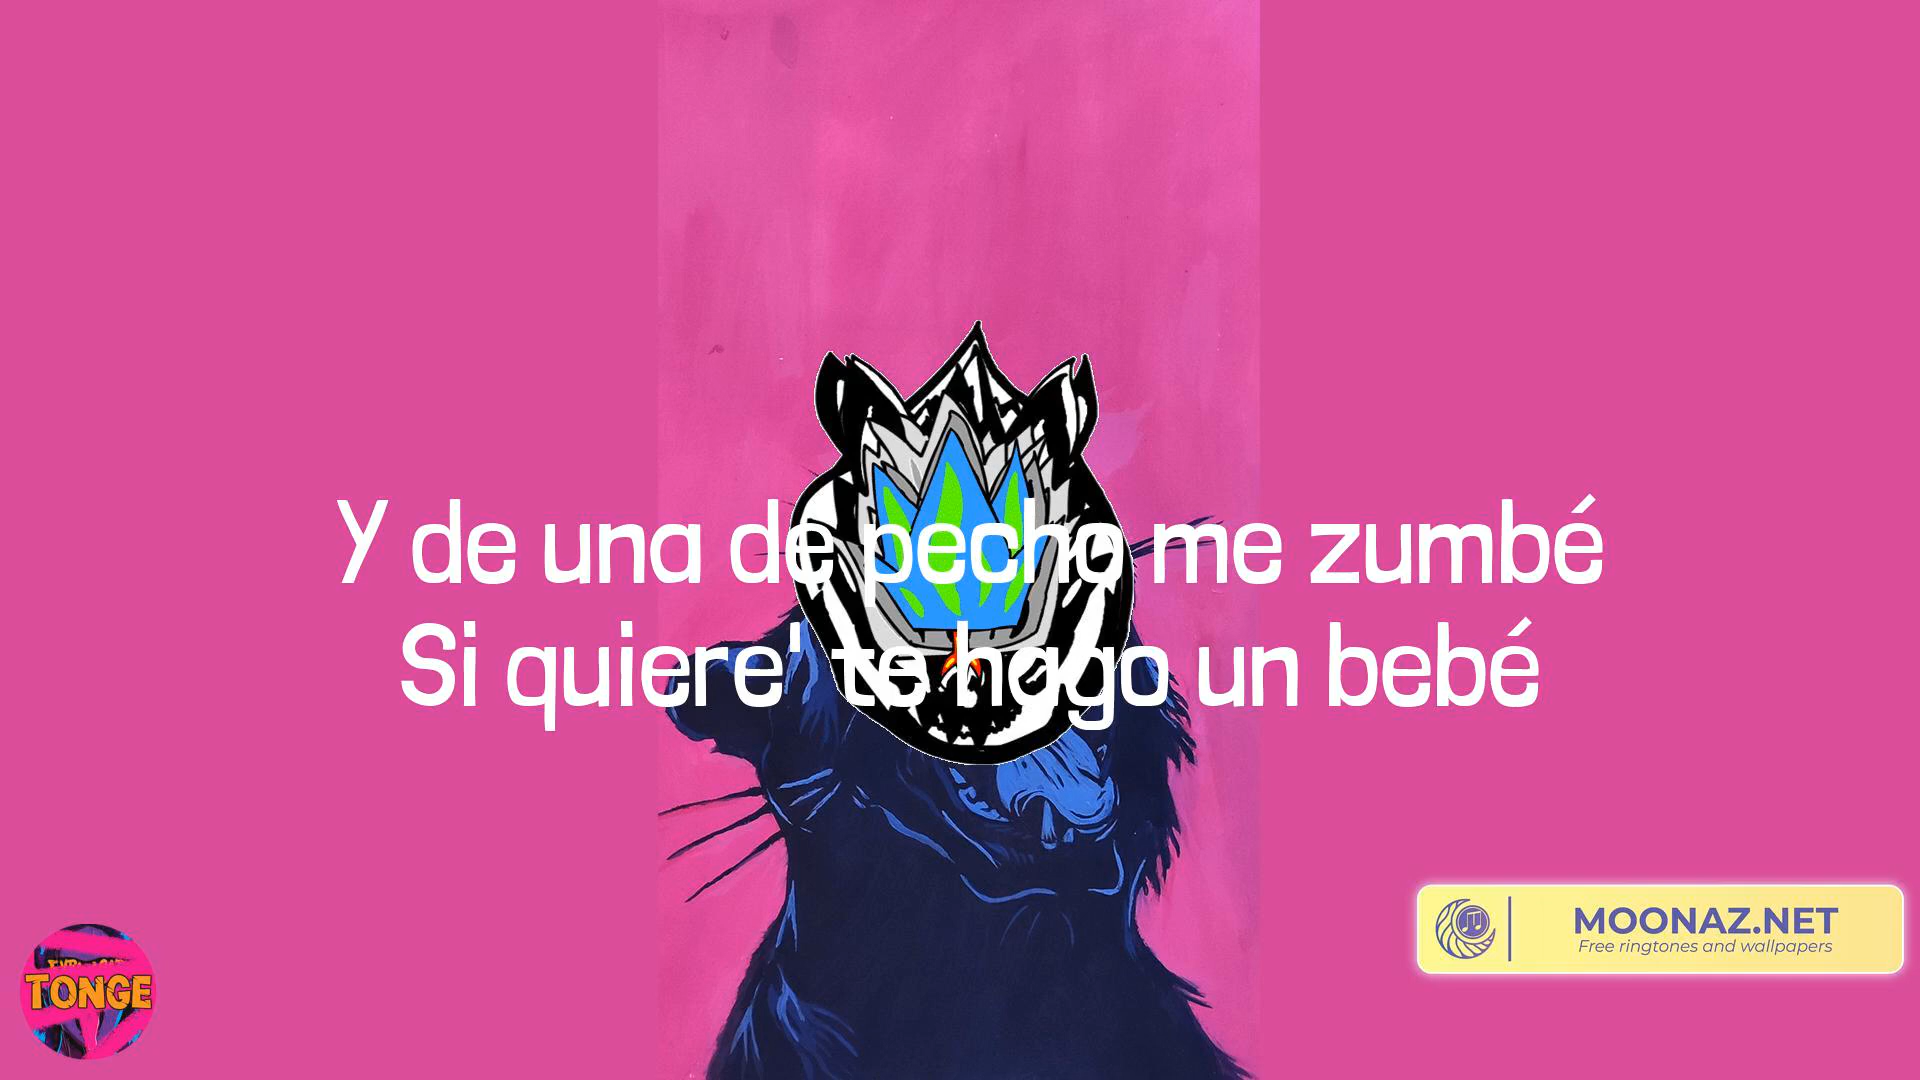 Y de una de pecho me zumbé
Si quiere' te hago un bebé
MOONAZ.NET
Free ringtones and wallpapers
TONGE